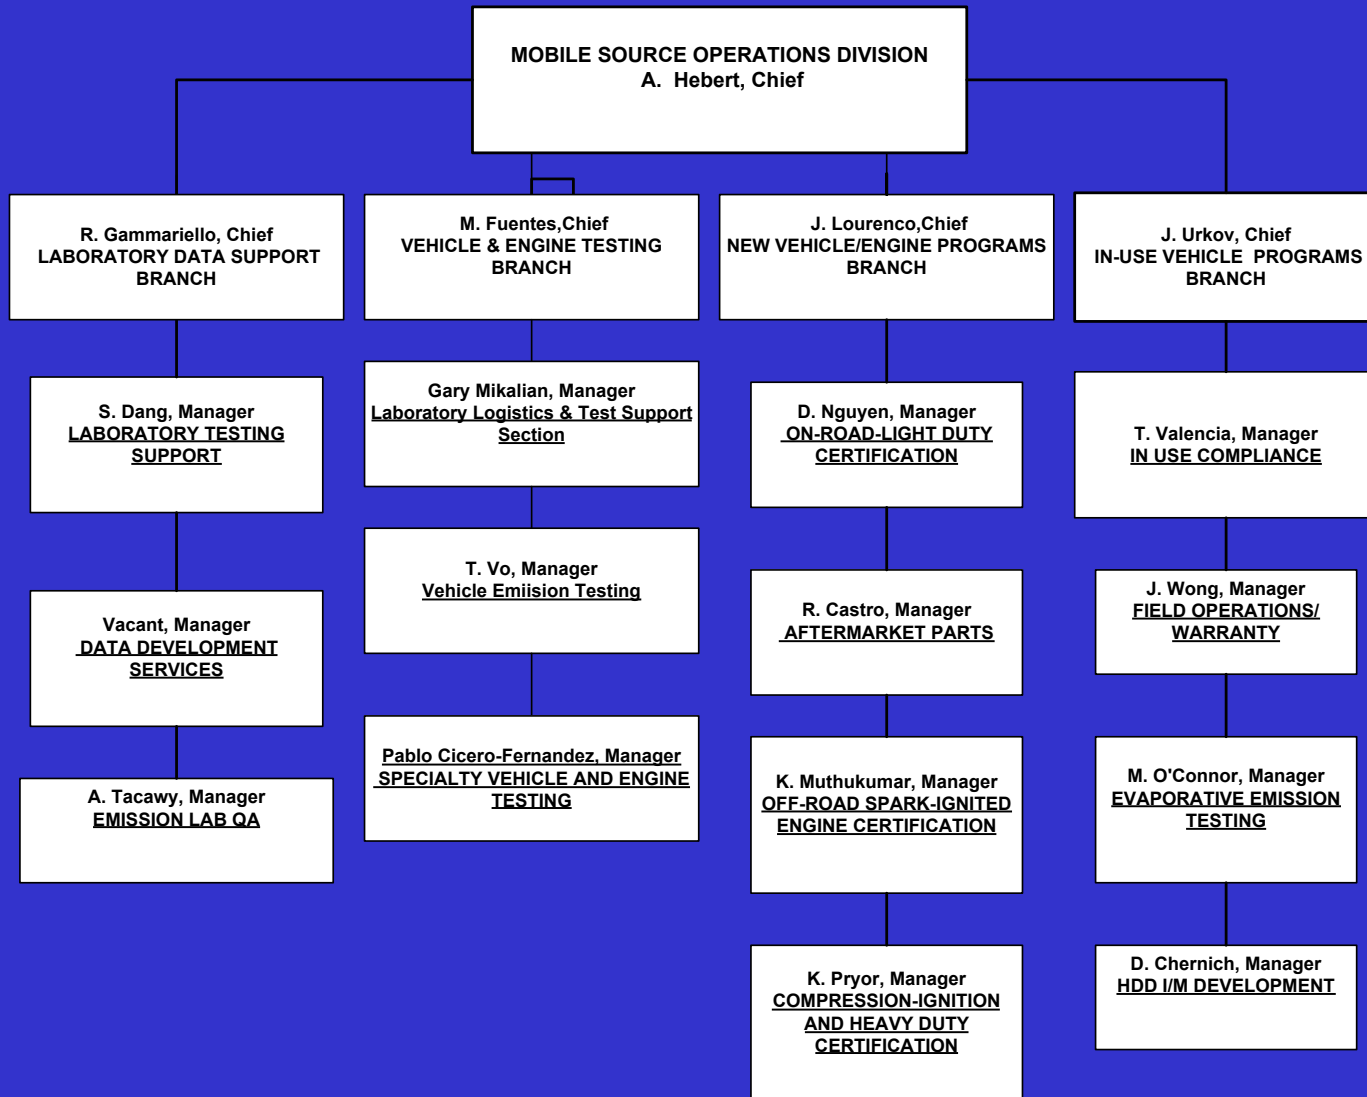 MOBILE SOURCE OPERATIONS DIVISION
A. Hebert, Chief
R. Gammariello, Chief
LABORATORY DATA SUPPORT
BRANCH
S. Dang, Manager
LABORATORY TESTING
SUPPORT
Vacant, Manager
DATA DEVELOPMENT
SERVICES
A. Tacawy, Manager
EMISSION LAB QA
M. Fuentes,Chief
VEHICLE & ENGINE TESTING
BRANCH
Gary Mikalian, Manager
Laboratory Logistics & Test Support
Section
T. Vo, Manager
Vehicle Emiision Testing
Pablo Cicero-Fernandez, Manager
SPECIALTY VEHICLE AND ENGINE
TESTING
J. Lourenco,Chief
NEW VEHICLE/ENGINE PROGRAMS
BRANCH
D. Nguyen, Manager
ON-ROAD-LIGHT DUTY
CERTIFICATION
R. Castro, Manager
AFTERMARKET PARTS
K. Muthukumar, Manager
OFF-ROAD SPARK-IGNITED
ENGINE CERTIFICATION
K. Pryor, Manager
COMPRESSION-IGNITION
AND HEAVY DUTY
CERTIFICATION
J. Urkov, Chief
IN-USE VEHICLE PROGRAMS
BRANCH
T. Valencia, Manager
IN USE COMPLIANCE
J. Wong, Manager
FIELD OPERATIONS/
WARRANTY
M. O'Connor, Manager
EVAPORATIVE EMISSION
TESTING
D. Chernich, Manager
HDD I/M DEVELOPMENT